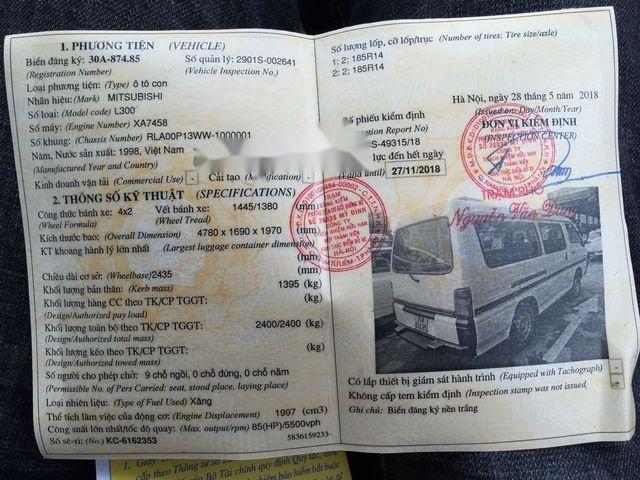 1. PHƯƠNG TIỆN (VEHICLE)
Biển đăng ký: 30A-874.85 Số quản lý: 2901S-002641
(Registration Number) (Vehicle Inspection No.)
Loại phương tiện: (Type) ô tô con
Nhãn hiệu: (Mark) MITSUBISHI
Số loại: (Model code) L300
Số máy: (Engine Number) XA7458
Số khung: (Chassis Number) RLA00P13WW-1000001
Năm, Nước sản xuất: 1998, Việt Nam
(Manufactured Year and Country)
Kinh doanh vận tải (Commercial Use) Cải tạo
2. THÔNG SỐ KỸ THUẬT (SPECIFICATIONS)
Công thức bánh xe: 4x2 Vết bánh xe: 1445/1380 (mm)
(Wheel Formula) (Wheel Tread)
Kích thước bao: (Overall Dimension) 4780 x 1690 x 1970 (mm)
KT khoang hành lý lớn nhất (Largest luggage container dimension)
(mm)
Chiều dài cơ sở: (Wheelbase) 2435 (mm)
Khối lượng bản thân: (Kerb mass) 1395 (kg)
Khối lượng hàng CC theo TK/CP TGGT: (kg)
(Design/Authorized pay load)
Khối lượng toàn bộ theo TK/CP TGGT: 2400/2400 (kg)
(Design/Authorized total mass)
Khối lượng kéo theo TK/CP TGGT: (kg)
(Design/Authorized towed mass)
Số người cho phép chở: 9 chỗ ngồi, 0 chỗ đứng, 0 chỗ nằm
(Permissible No. of Pers Carried: seat, stood place, laying place)
Loại nhiên liệu: (Type of Fuel Used) Xăng
Thể tích làm việc của động cơ: (Engine Displacement) 1997 (cm3)
Công suất lớn nhất/tốc độ quay: (Max. output/rpm) 85(HP)/5500vph
Số sê-ri: (No.) KC-6162353 5836159233
Số lượng lốp, cỡ lốp/trục (Number of tires; Tire size/axle)
1: 2; 185R14
2: 2; 185R14
Hà Nội, ngày 28 tháng 5 năm 2018
(Issued on: Day/Month/Year)
Số phiếu kiểm định ĐƠN VỊ KIỂM ĐỊNH
Report No) (INSPECTION CENTER)
S-49315/18
lực đến hết ngày
until) 27/11/2018
Nguyễn Văn
Có lắp thiết bị giám sát hành trình (Equipped with Tachograph)
Không cấp tem kiểm định (Inspection stamp was not issued)
Ghi chú: Biển đăng ký nền trắng